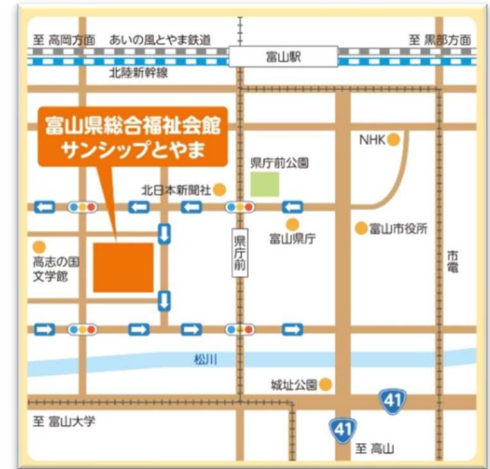 至 高岡方面
あいの風とやま鉄道
至 黒部方面
富山駅
北陸新幹線
富山県総合福祉会館
サンシップとやま
NHK
県庁前公園
北日本新聞社
県庁前
富山県庁
富山市役所
市電
高志の国
文学館
松川
城址公園
41
41
至 富山大学
至 高山